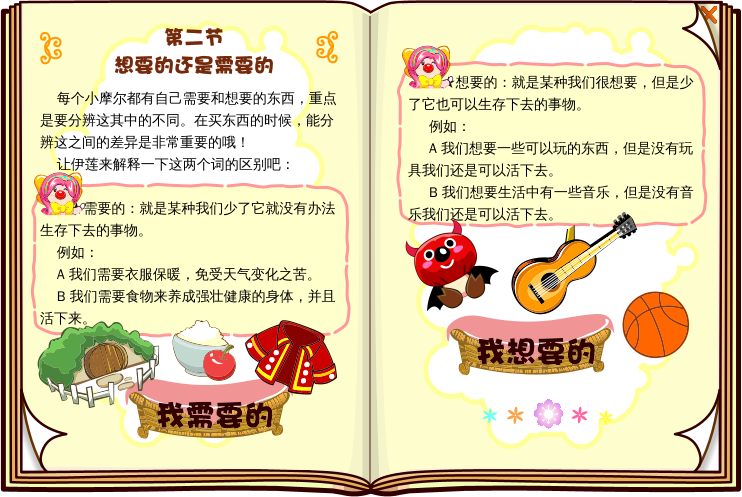 第二节
想要的还是需要的
每个小摩尔都有自己需要和想要的东西，重点
是要分辨这其中的不同。在买东西的时候，能分
辨这之间的差异是非常重要的哦！
让伊莲来解释一下这两个词的区别吧：
需要的：就是某种我们少了它就没有办法
生存下去的事物。
例如：
A 我们需要衣服保暖，免受天气变化之苦。
B 我们需要食物来养成强壮健康的身体，并且
活下来。
我需要的
想要的：就是某种我们很想要，但是少
了它也可以生存下去的事物。
例如：
A 我们想要一些可以玩的东西，但是没有玩
具我们还是可以活下去。
B 我们想要生活中有一些音乐，但是没有音
乐我们还是可以活下去。
我想要的